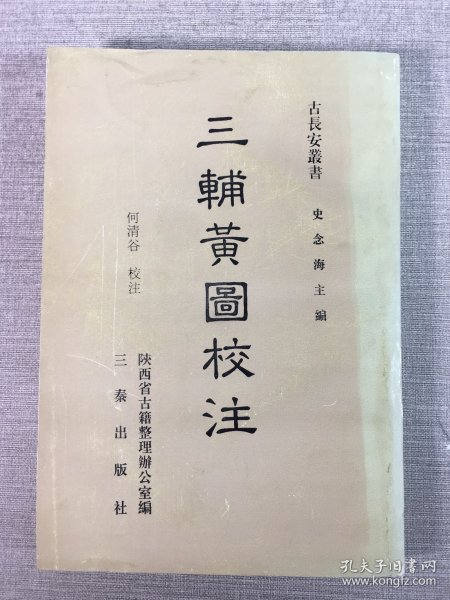 古長安叢書 史念海主編
三輔黃圖校注
何清谷 校注
陝西省古籍整理辦公室編
三秦出版社
孔夫子旧书网
www.kongfz.com